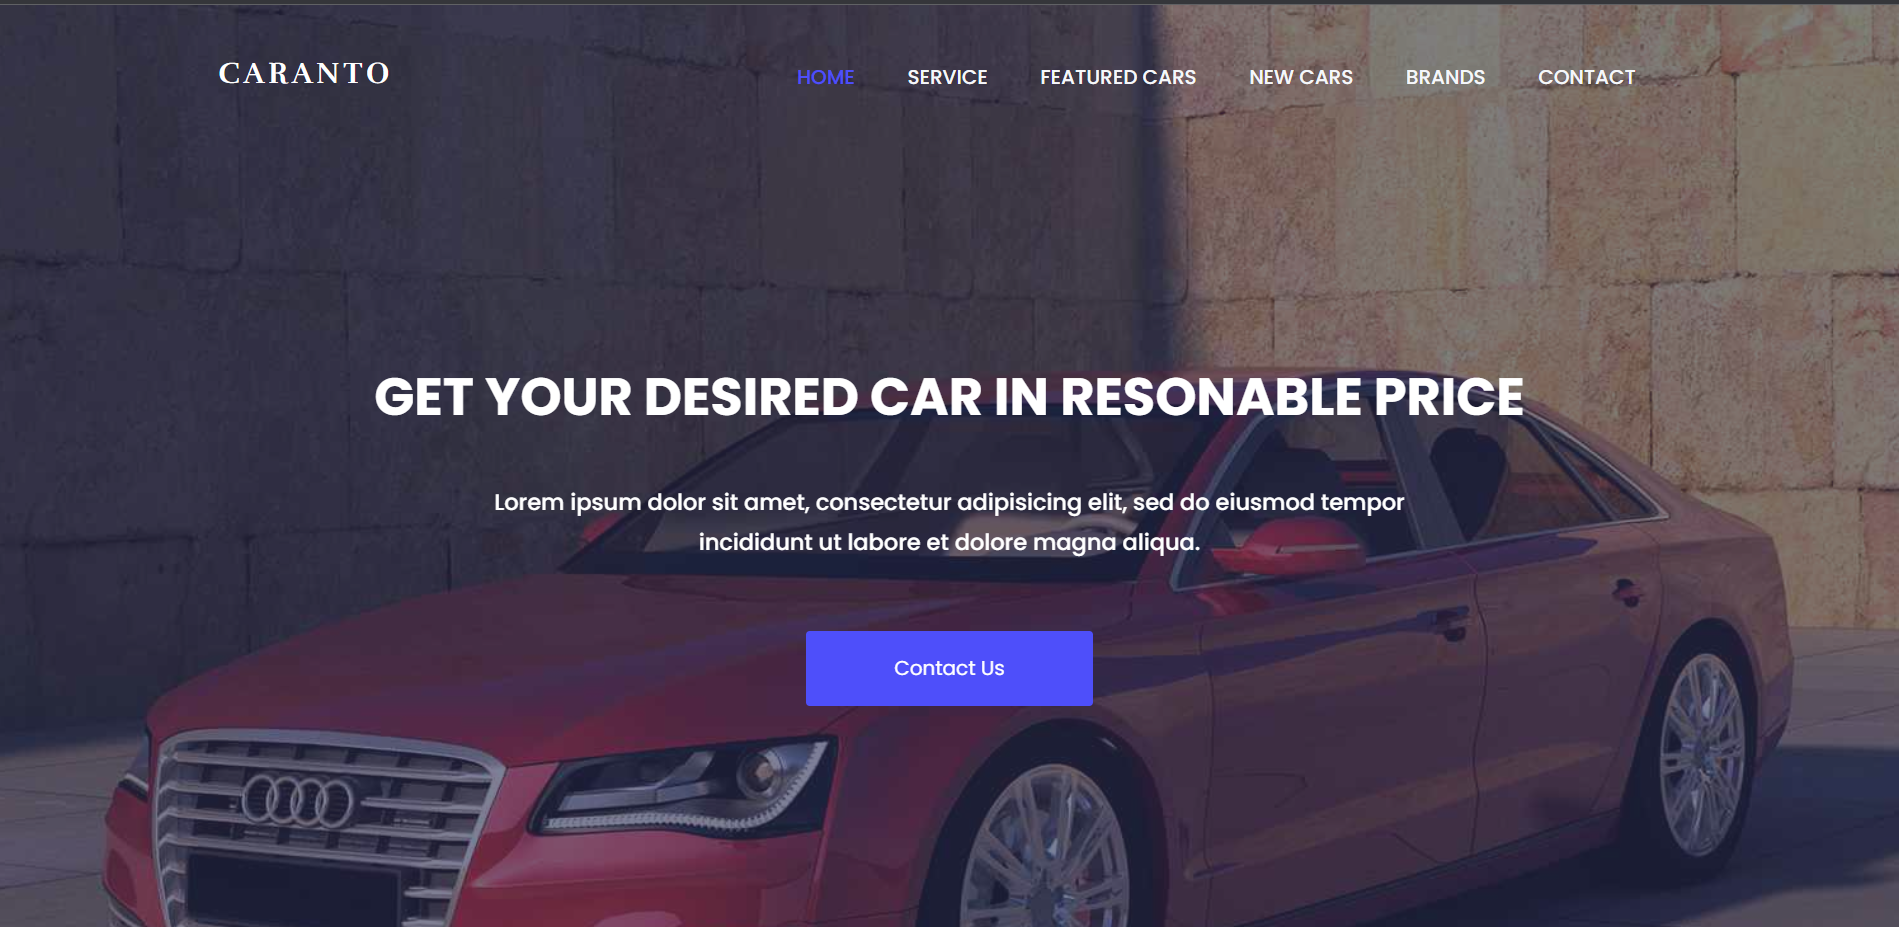 CARANTO
HOME SERVICE FEATURED CARS NEW CARS BRANDS CONTACT
GET YOUR DESIRED CAR IN RESONABLE PRICE
Lorem ipsum dolor sit amet, consectetur adipisicing elit, sed do eiusmod tempor
incididunt ut labore et dolore magna aliqua.
Contact Us